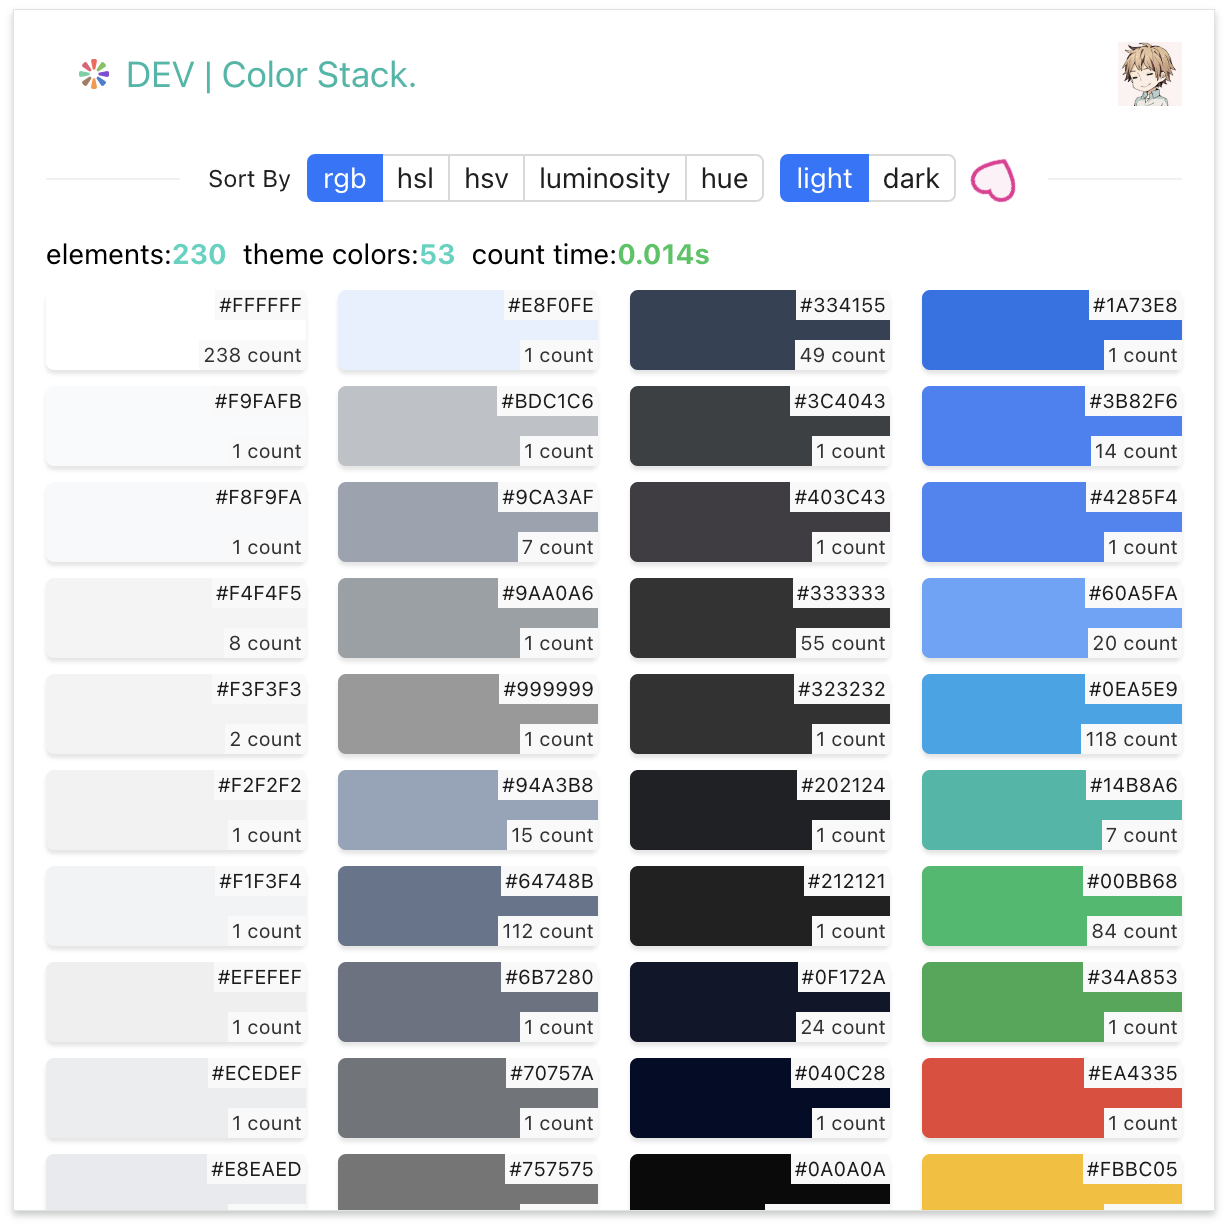 DEV | Color Stack.
Sort By rgb hsl hsv luminosity hue light dark
elements:230 theme colors:53 count time:0.014s
#FFFFFF #E8F0FE #334155 #1A73E8
238 count 1 count 49 count 1 count
#F9FAFB #BDC1C6 #3C4043 #3B82F6
1 count 1 count 1 count 14 count
#F8F9FA #9CA3AF #403C43 #4285F4
1 count 7 count 1 count 1 count
#F4F4F5 #9AA0A6 #333333 #60A5FA
8 count 1 count 55 count 20 count
#F3F3F3 #999999 #323232 #0EA5E9
2 count 1 count 1 count 118 count
#F2F2F2 #94A3B8 #202124 #14B8A6
1 count 15 count 1 count 7 count
#F1F3F4 #64748B #212121 #00BB68
1 count 112 count 1 count 84 count
#EFEFEF #6B7280 #0F172A #34A853
1 count 1 count 24 count 1 count
#ECEDEF #70757A #040C28 #EA4335
1 count 1 count 1 count 1 count
#E8EAED #757575 #0A0A0A #FBBC05